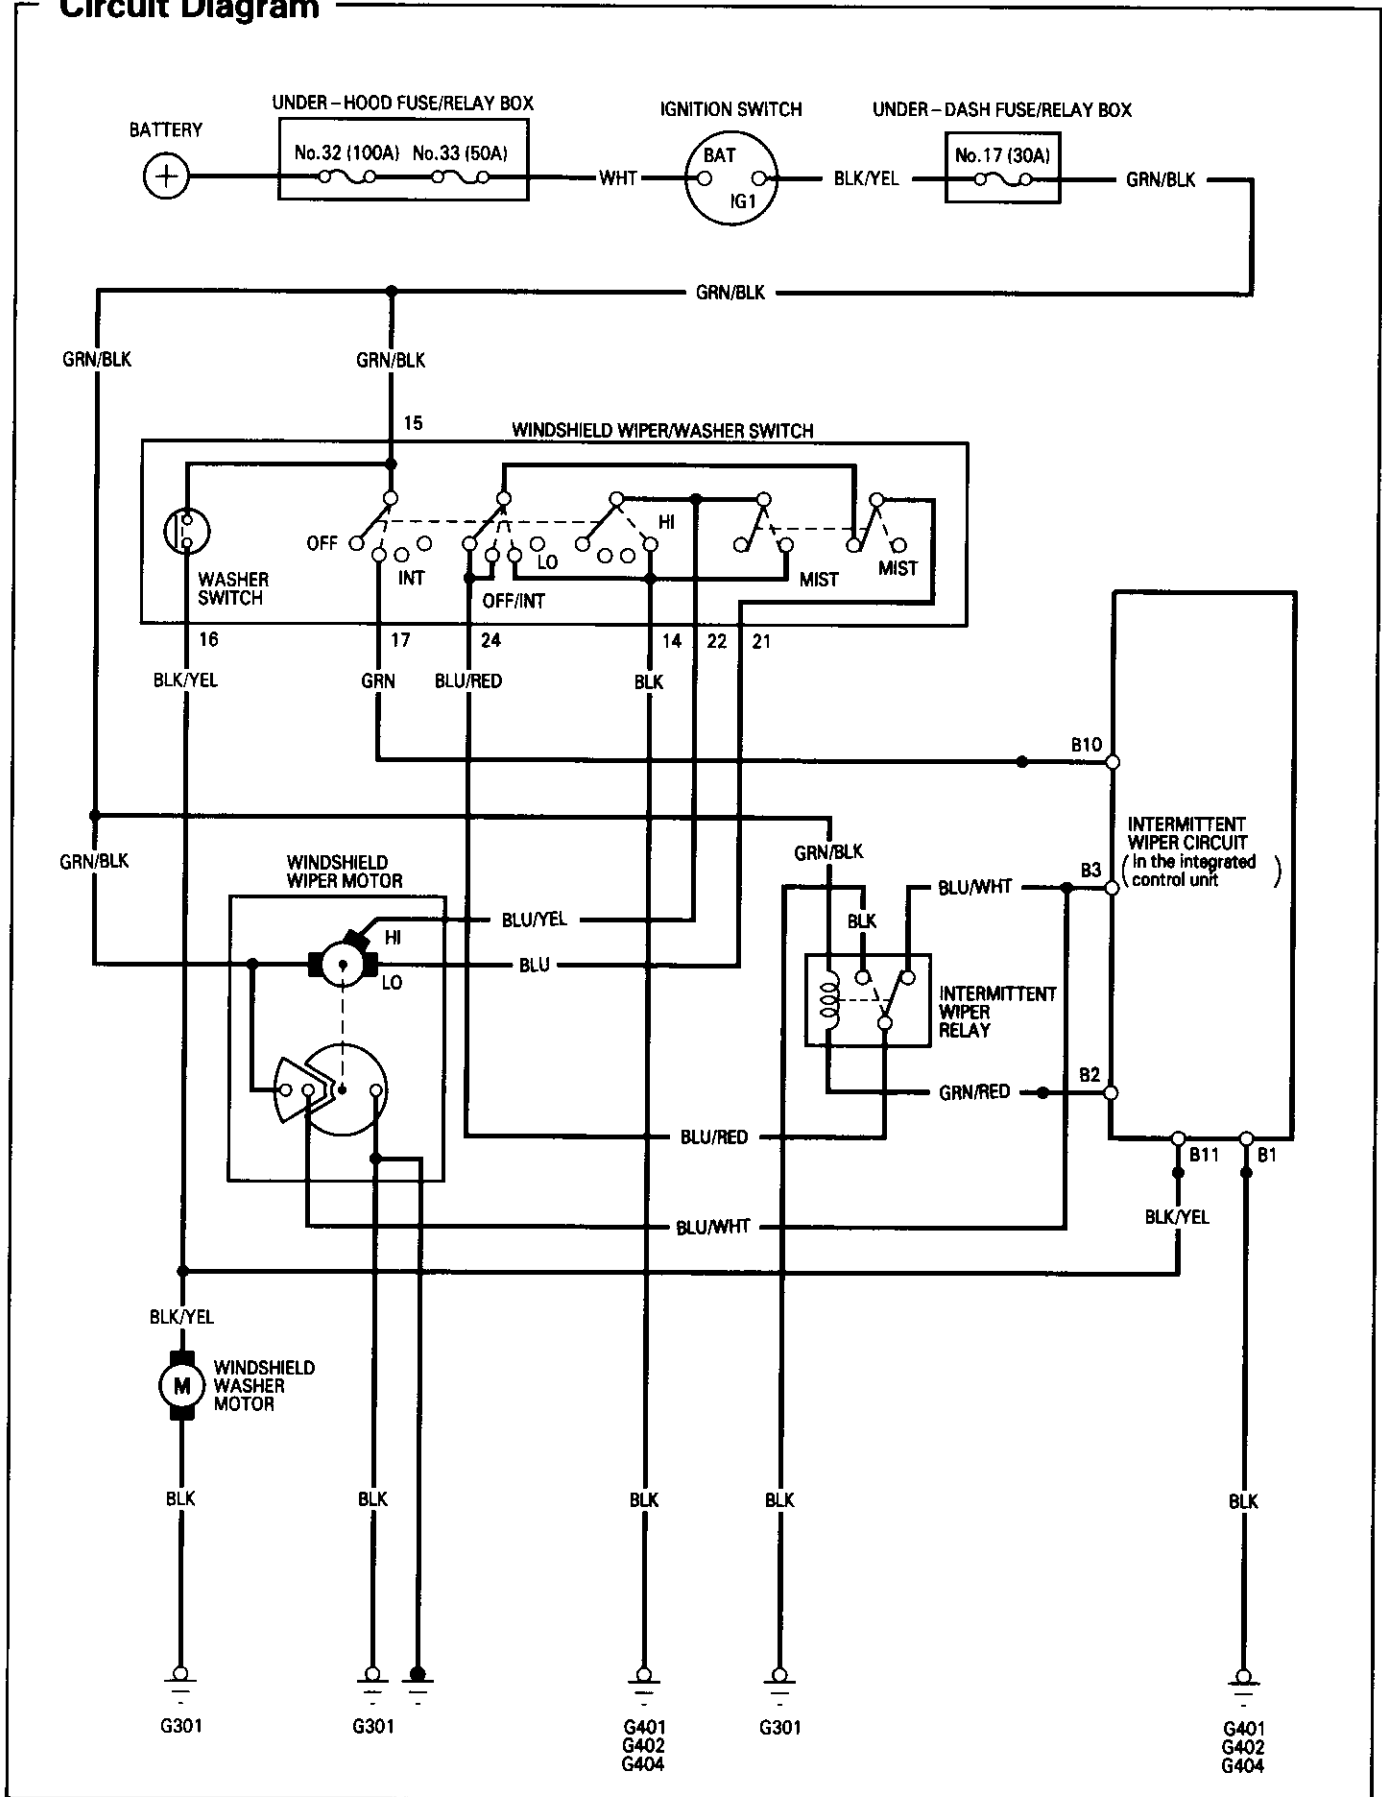 Circuit Diagram
UNDER–HOOD FUSE/RELAY BOX
IGNITION SWITCH
UNDER–DASH FUSE/RELAY BOX
BATTERY
No.32 (100A) No.33 (50A)
BAT
No.17 (30A)
WHT
BLK/YEL
GRN/BLK
IG1
GRN/BLK
GRN/BLK
GRN/BLK
15
WINDSHIELD WIPER/WASHER SWITCH
HI
OFF
LO
INT
MIST
MIST
WASHER
SWITCH
OFF/INT
16
17
24
14
22
21
BLK/YEL
GRN
BLU/RED
BLK
B10
INTERMITTENT
WIPER CIRCUIT
(In the integrated
control unit)
GRN/BLK
GRN/BLK
WINDSHIELD
WIPER MOTOR
B3
BLU/WHT
BLK
BLU/YEL
HI
BLU
LO
INTERMITTENT
WIPER
RELAY
B2
GRN/RED
BLU/RED
B11
B1
BLU/WHT
BLK/YEL
BLK/YEL
WINDSHIELD
WASHER
MOTOR
M
BLK
BLK
BLK
BLK
BLK
G301
G301
G401
G402
G404
G301
G401
G402
G404